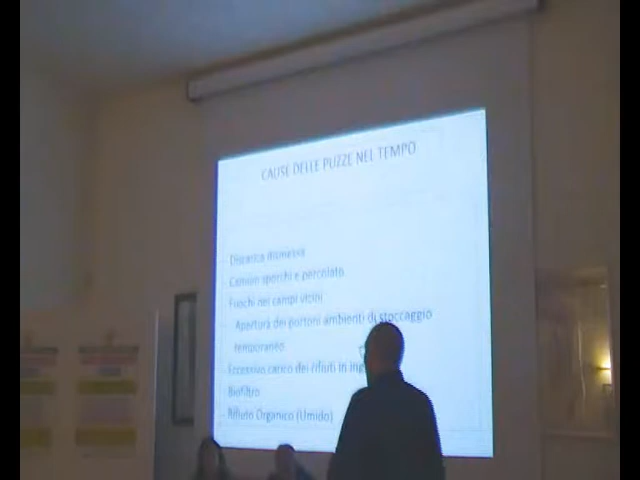 CAUSE DELLE PUZZE NEL TEMPO
- Discarica dismessa
- Camion sporchi e percolato
- Fuochi nei campi vicini
- Apertura dei portoni ambienti di stoccaggio
temporaneo
- Eccessivo carico dei rifiuti in
- Biofiltro
- Rifiuto Organico (Umido)